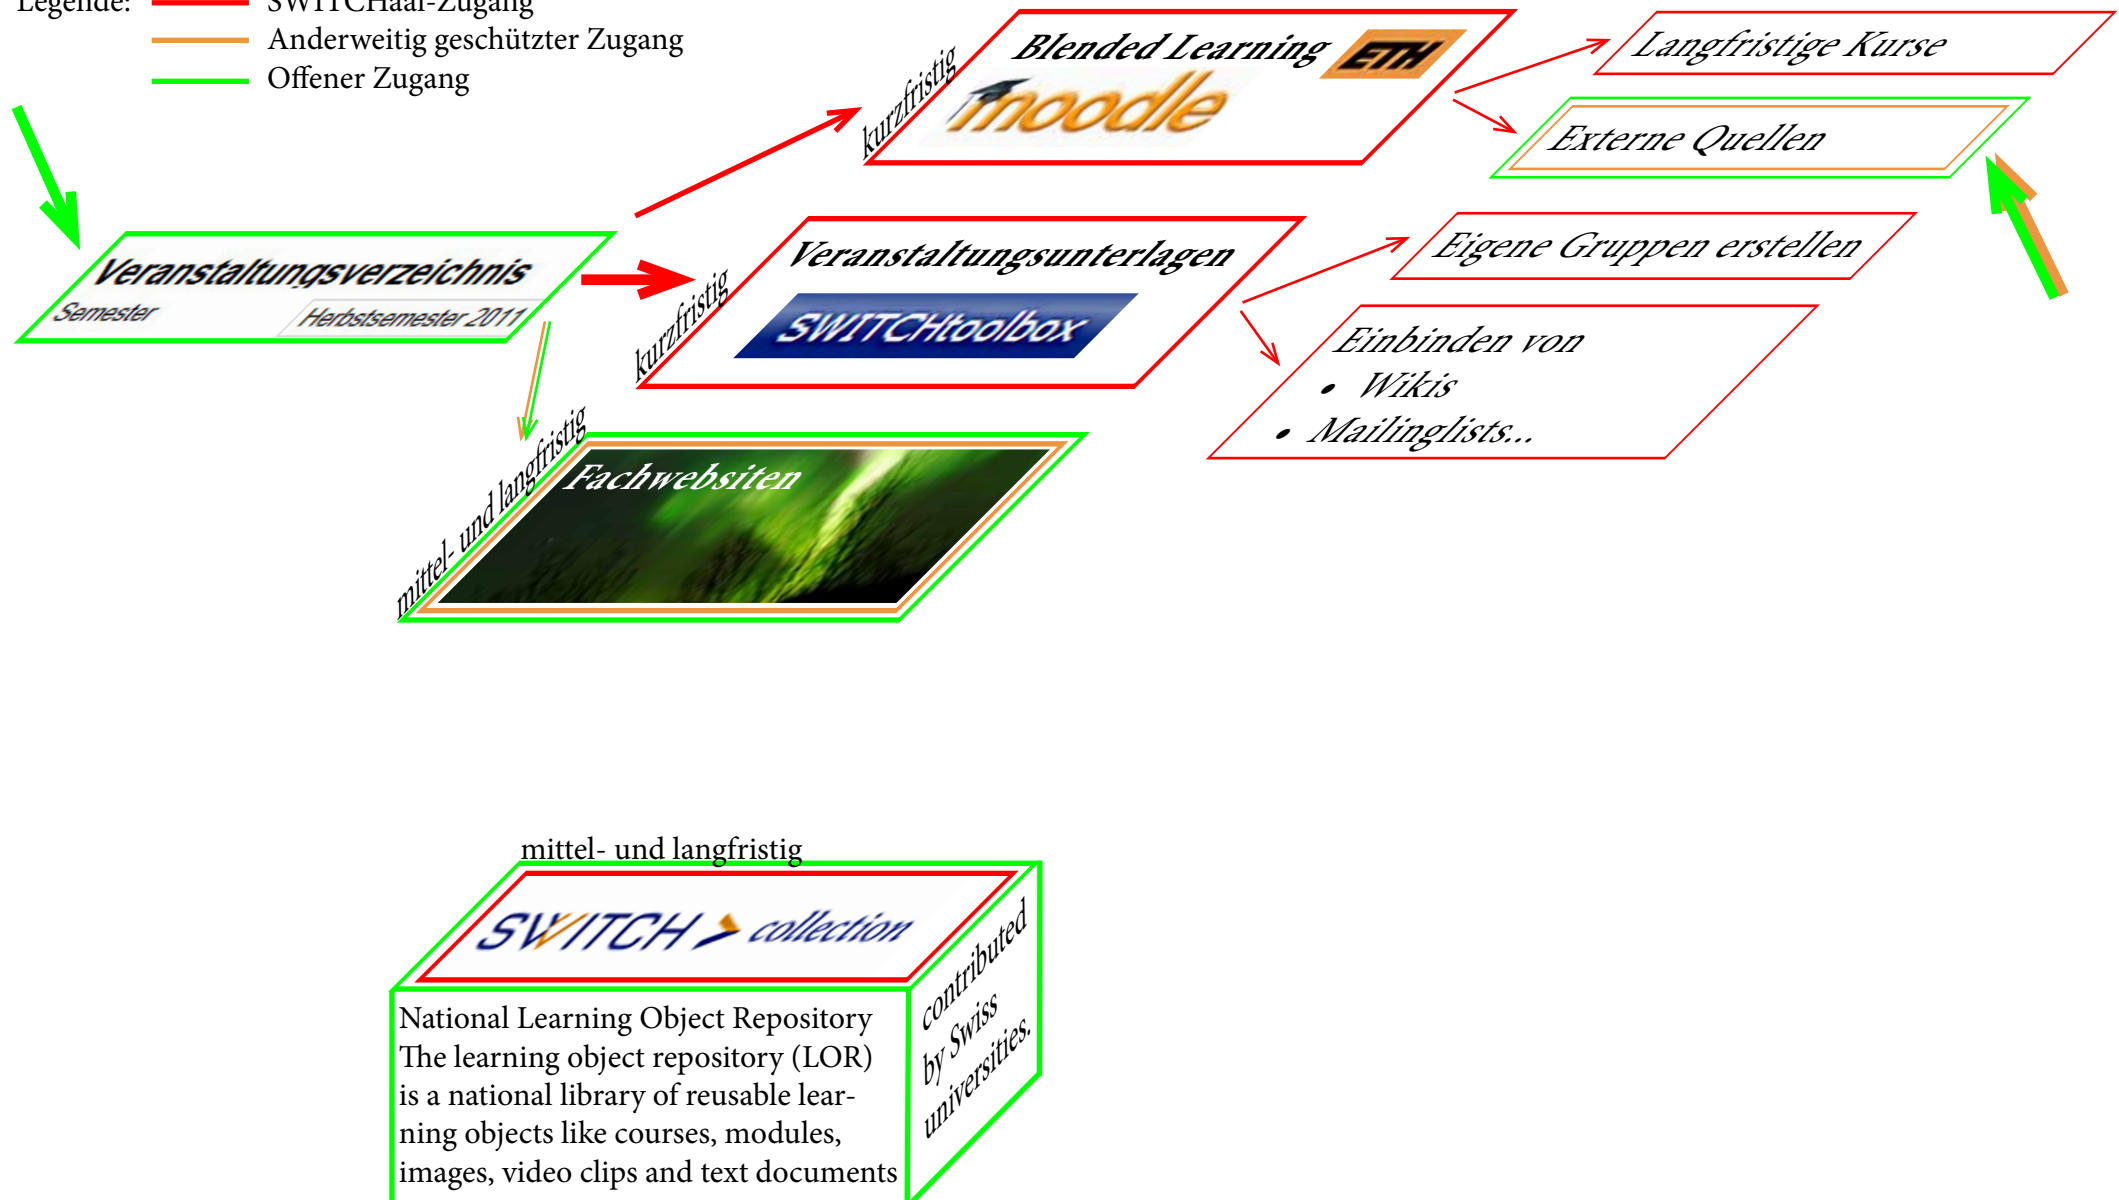 Legende: SWITCHaai-Zugang
Anderweitig geschützter Zugang
Offener Zugang
kurzfristig
Blended Learning ETH
moodle
Langfristige Kurse
Externe Quellen
Veranstaltungsverzeichnis
Semester Herbstsemester 2011
kurzfristig
Veranstaltungsunterlagen
SWITCHtoolbox
Eigene Gruppen erstellen
Einbinden von
• Wikis
• Mailinglists...
mittel- und langfristig
Fachwebsiten
mittel- und langfristig
SWITCH collection
National Learning Object Repository
The learning object repository (LOR)
is a national library of reusable lear-
ning objects like courses, modules,
images, video clips and text documents
contributed
by Swiss
universities.